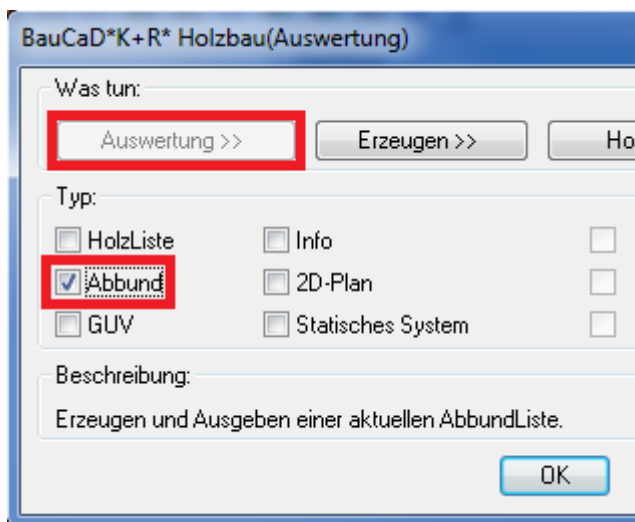 BauCaD*K+R* Holzbau(Auswertung)
Was tun:
Auswertung >> Erzeugen >> Ho
Typ:
HolzListe Info
Abbund 2D-Plan
GUV Statisches System
Beschreibung:
Erzeugen und Ausgeben einer aktuellen AbbundListe.
OK